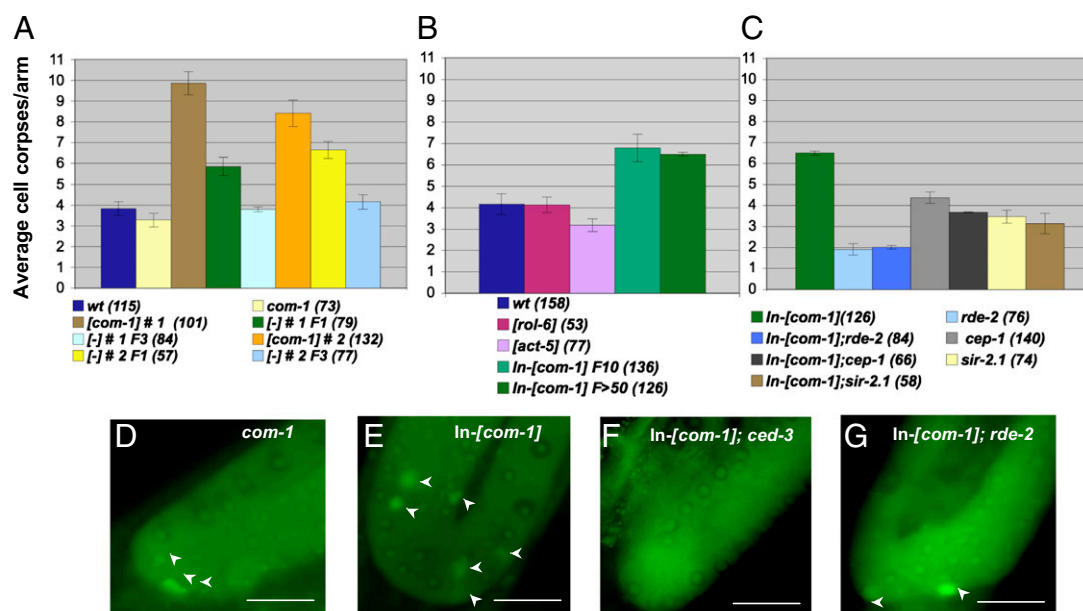 A
B
C
Average cell corpses/arm
11
10
9
8
7
6
5
4
3
2
1
0
wt (115)
com-1 (73)
[com-1] # 1 (101)
[-] # 1 F1 (79)
[-] # 1 F3 (84)
[com-1] # 2 (132)
[-] # 2 F1 (57)
[-] # 2 F3 (77)
11
10
9
8
7
6
5
4
3
2
1
0
wt (158)
[rol-6] (53)
[act-5] (77)
In-[com-1] F10 (136)
In-[com-1] F>50 (126)
11
10
9
8
7
6
5
4
3
2
1
0
In-[com-1](126)
rde-2 (76)
In-[com-1];rde-2 (84)
cep-1 (140)
In-[com-1];cep-1 (66)
sir-2.1 (74)
In-[com-1];sir-2.1 (58)
D
com-1
E
In-[com-1]
F
In-[com-1]; ced-3
G
In-[com-1]; rde-2